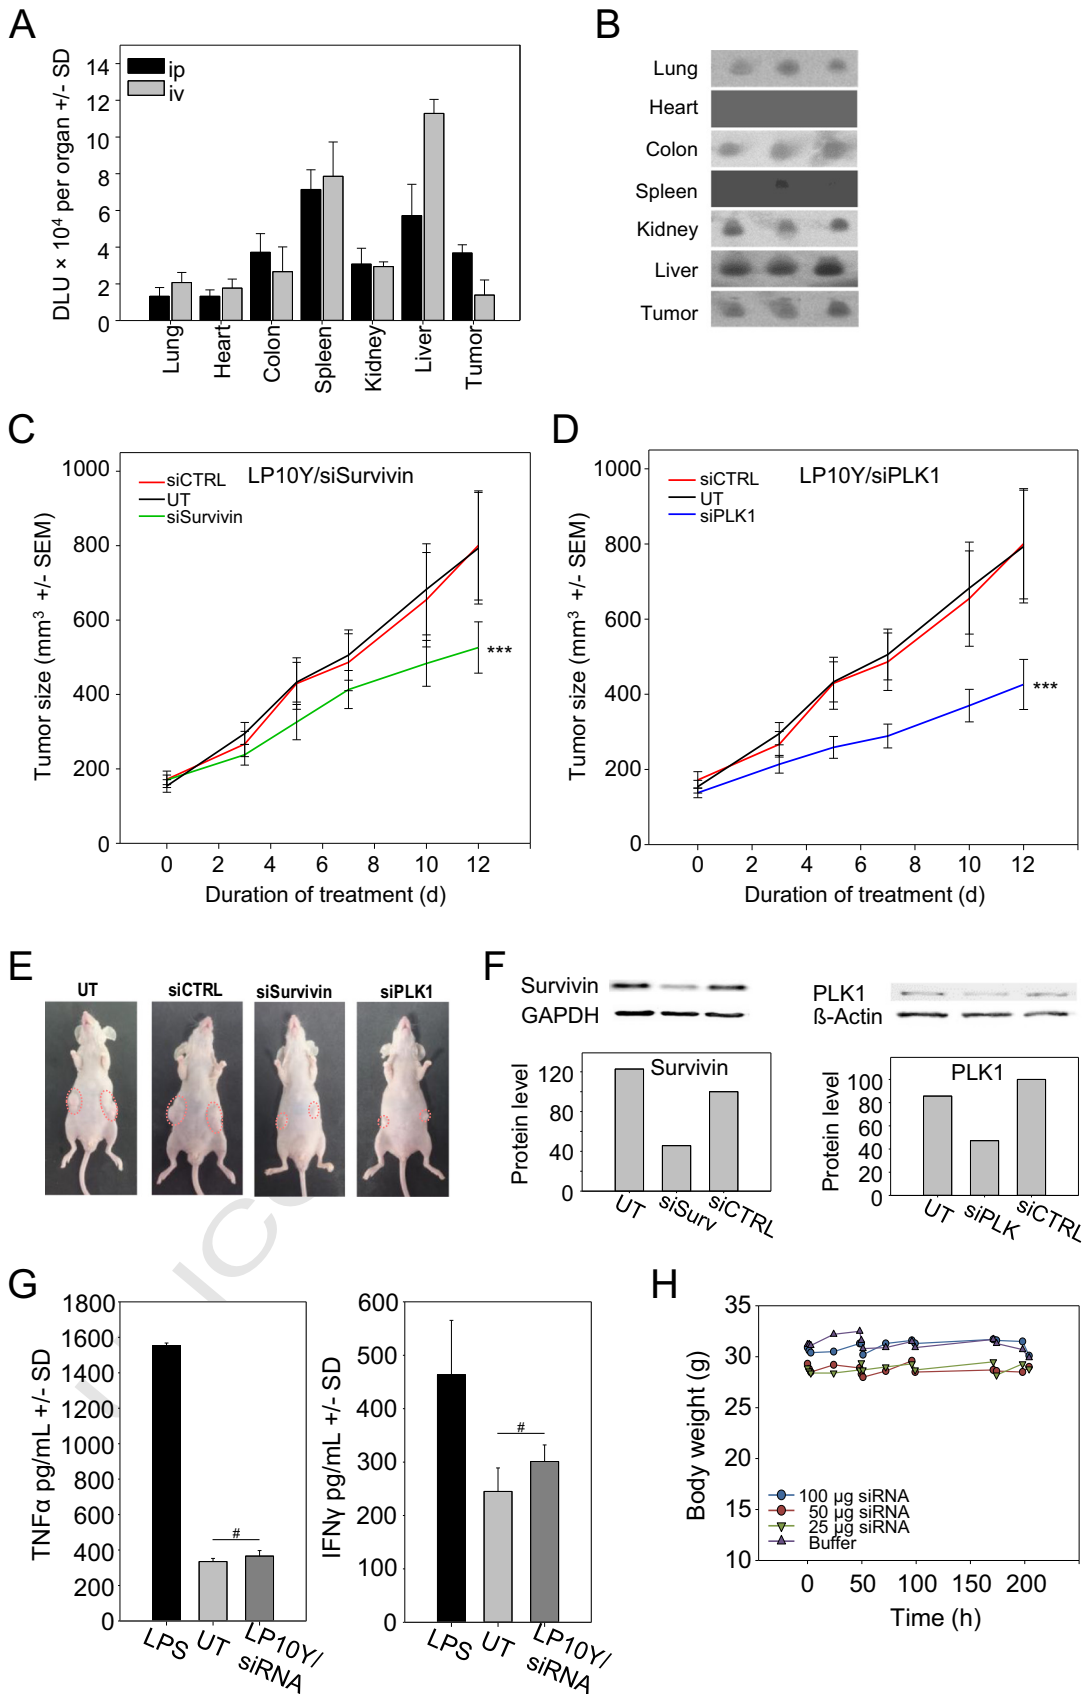 A
DLU × 10⁴ per organ +/- SD
14
12
10
8
6
4
2
0
ip
iv
Lung
Heart
Colon
Spleen
Kidney
Liver
Tumor
B
Lung
Heart
Colon
Spleen
Kidney
Liver
Tumor
C
LP10Y/siSurvivin
siCTRL
UT
siSurvivin
Tumor size (mm³ +/- SEM)
1000
800
600
400
200
0
***
0 2 4 6 8 10 12
Duration of treatment (d)
D
LP10Y/siPLK1
siCTRL
UT
siPLK1
Tumor size (mm³ +/- SEM)
1000
800
600
400
200
0
***
0 2 4 6 8 10 12
Duration of treatment (d)
E
UT siCTRL siSurvivin siPLK1
F
Survivin
GAPDH
PLK1
ß-Actin
Survivin
Protein level
120
80
40
0
UT siSurv siCTRL
PLK1
Protein level
100
80
60
40
20
0
UT siPLK siCTRL
G
TNFα pg/mL +/- SD
1800
1600
1400
1200
1000
800
600
400
200
0
#
LPS UT LP10Y/
siRNA
IFNγ pg/mL +/- SD
600
500
400
300
200
100
0
#
LPS UT LP10Y/
siRNA
H
Body weight (g)
35
30
25
20
15
10
100 µg siRNA
50 µg siRNA
25 µg siRNA
Buffer
0 50 100 150 200
Time (h)